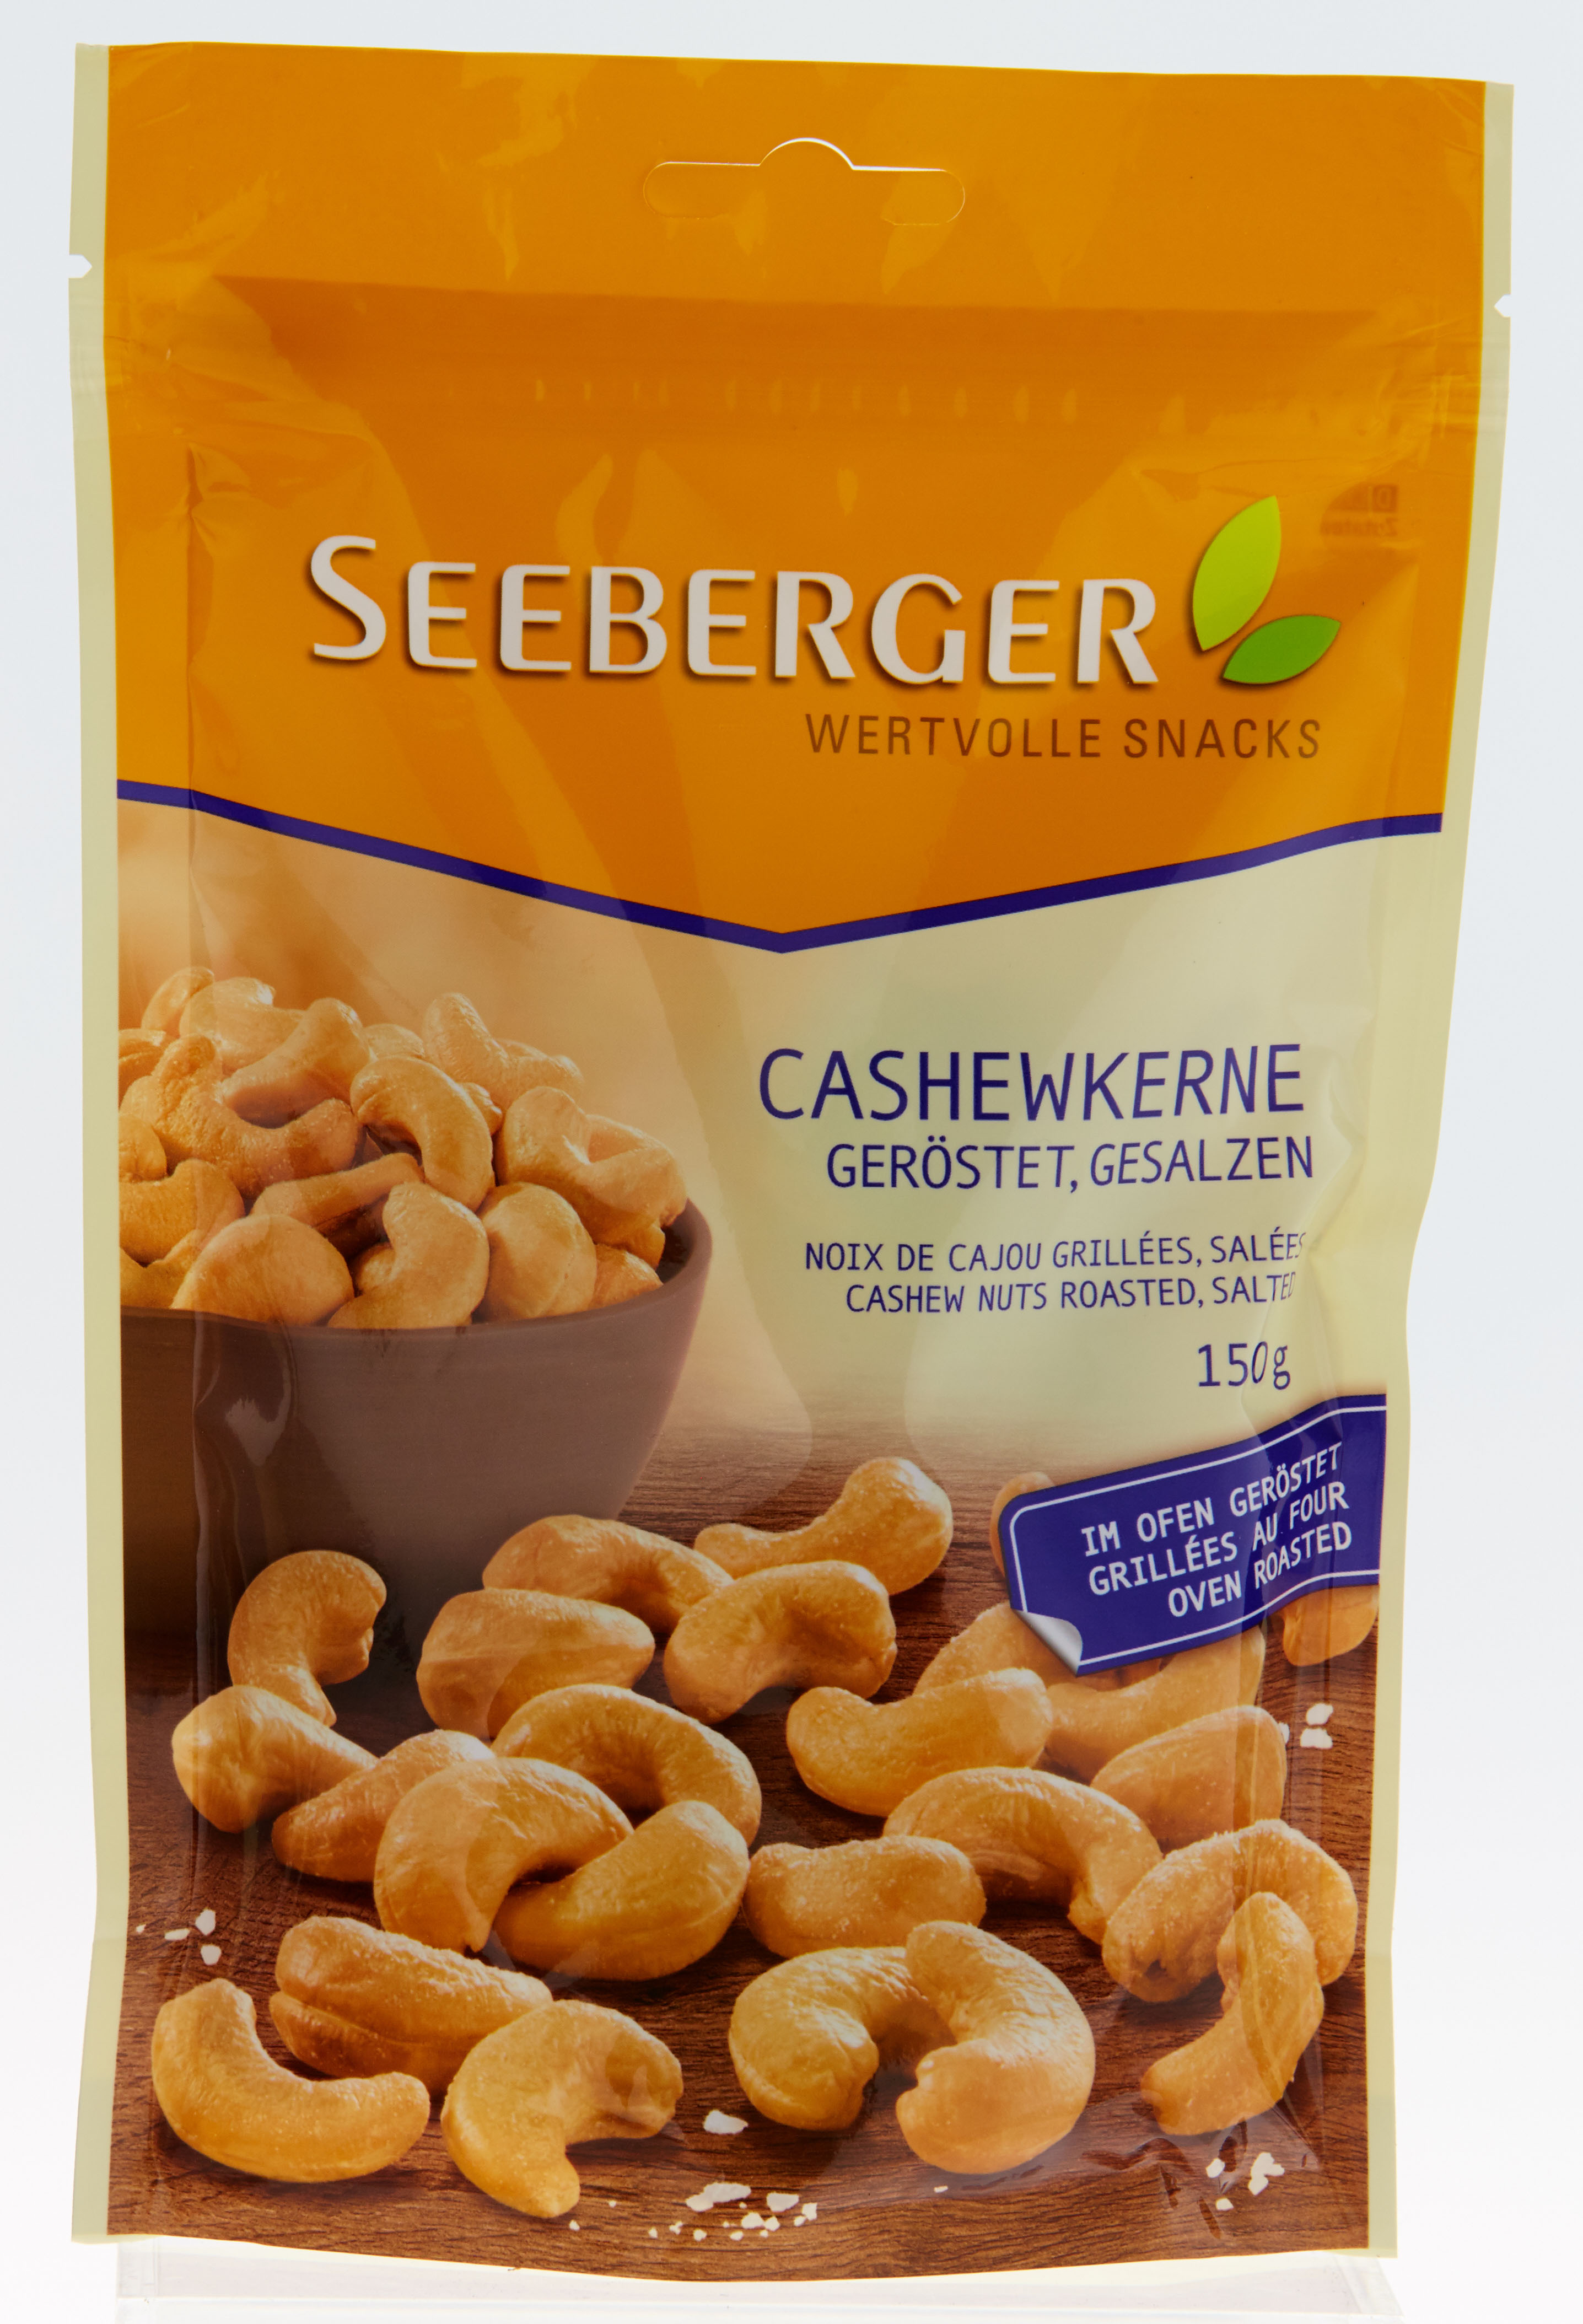 SEEBERGER
WERTVOLLE SNACKS
CASHEWKERNE
GERÖSTET, GESALZEN
NOIX DE CAJOU GRILLÉES, SALÉES
CASHEW NUTS ROASTED, SALTED
150g
IM OFEN GERÖSTET
GRILLÉES AU FOUR
OVEN ROASTED